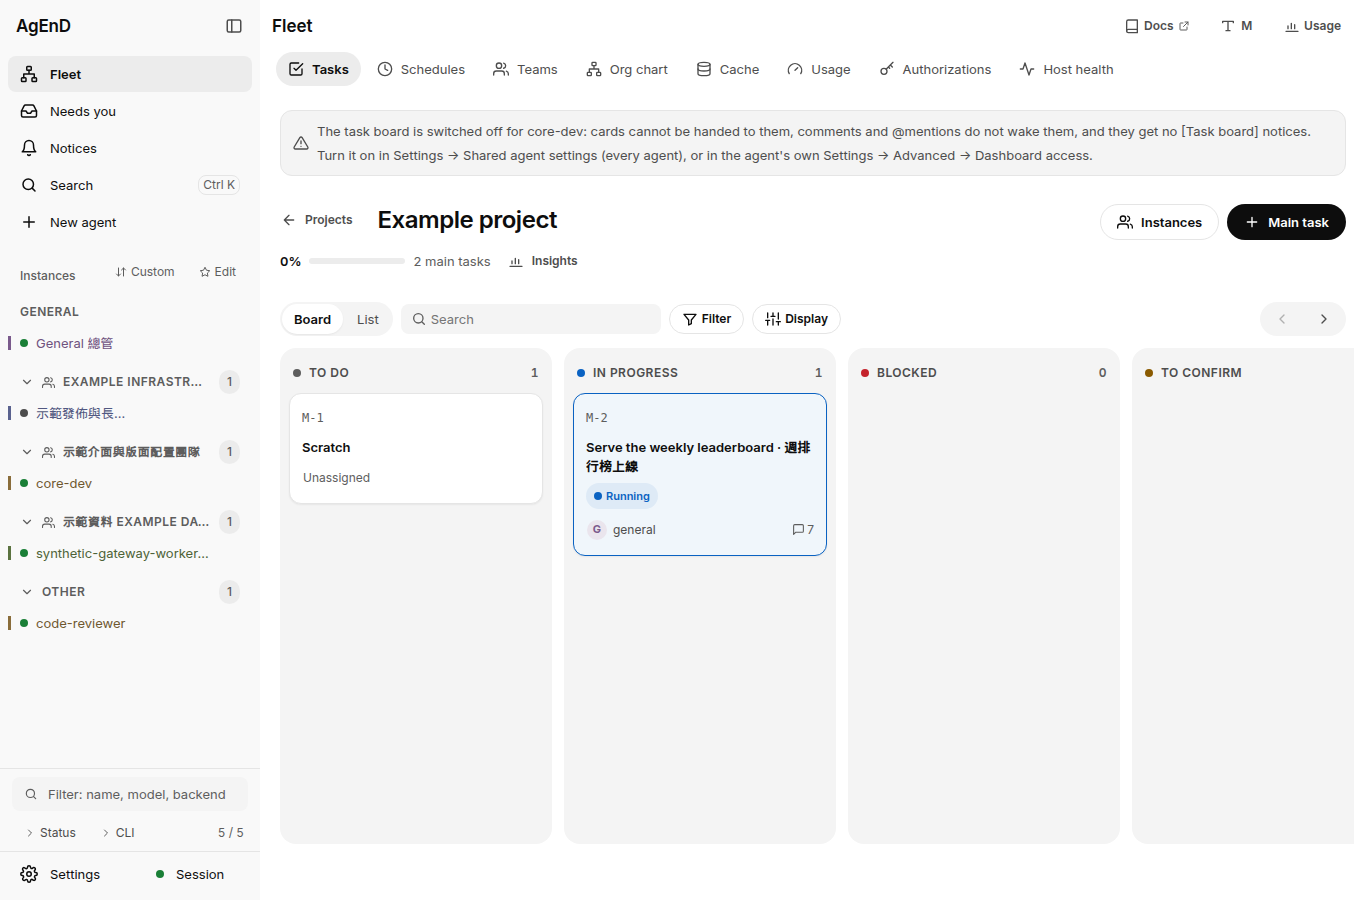 AgEnD
Fleet
Needs you
Notices
Search
Ctrl K
New agent
Instances
Custom
Edit
GENERAL
General 總管
EXAMPLE INFRASTR...
1
示範發佈與長...
示範介面與版面配置團隊
1
core-dev
示範資料 EXAMPLE DA...
1
synthetic-gateway-worker...
OTHER
1
code-reviewer
Filter: name, model, backend
Status
CLI
5 / 5
Settings
Session
Fleet
Docs
M
Usage
Tasks
Schedules
Teams
Org chart
Cache
Usage
Authorizations
Host health
The task board is switched off for core-dev: cards cannot be handed to them, comments and @mentions do not wake them, and they get no [Task board] notices.
Turn it on in Settings → Shared agent settings (every agent), or in the agent's own Settings → Advanced → Dashboard access.
Projects
Example project
Instances
Main task
0%
2 main tasks
Insights
Board
List
Search
Filter
Display
TO DO
1
M-1
Scratch
Unassigned
IN PROGRESS
1
M-2
Serve the weekly leaderboard · 週排
行榜上線
Running
G
general
7
BLOCKED
0
TO CONFIRM